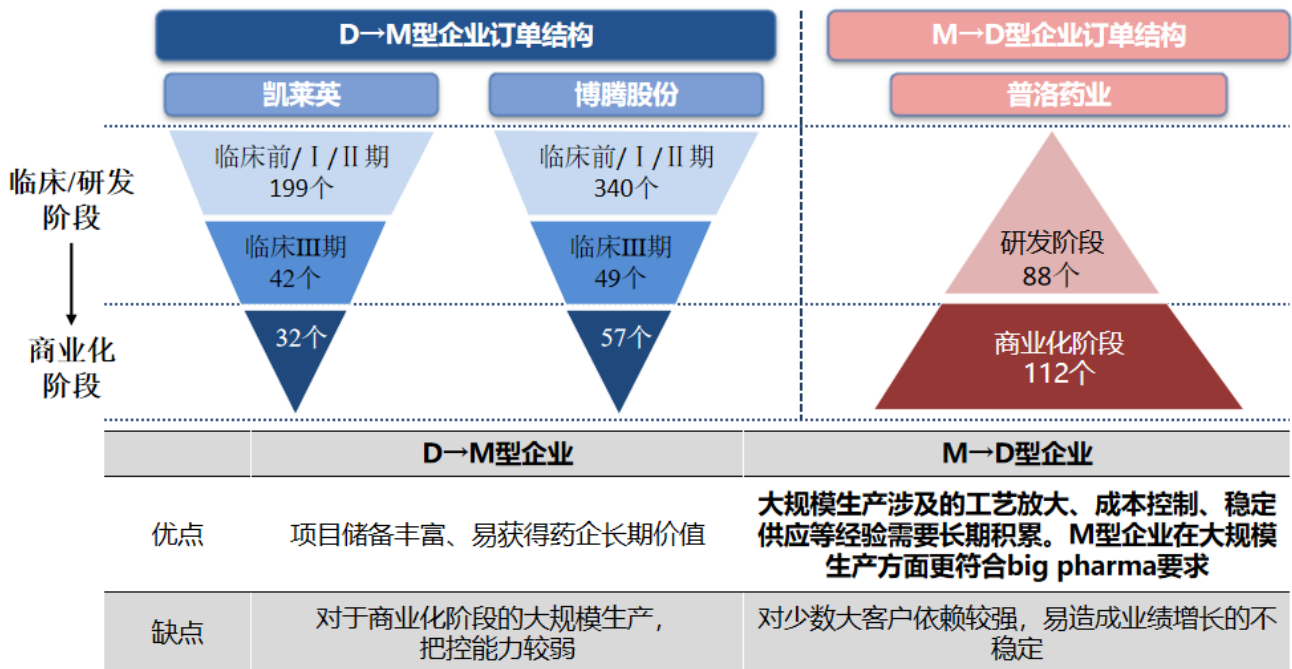 D→M型企业订单结构
M→D型企业订单结构
凯莱英
博腾股份
普洛药业
临床/研发
阶段
商业化
阶段
临床前/Ⅰ/Ⅱ期
199个
临床Ⅲ期
42个
32个
临床前/Ⅰ/Ⅱ期
340个
临床Ⅲ期
49个
57个
研发阶段
88个
商业化阶段
112个
D→M型企业
M→D型企业
优点
项目储备丰富、易获得药企长期价值
大规模生产涉及的工艺放大、成本控制、稳定
供应等经验需要长期积累。M型企业在大规模
生产方面更符合big pharma要求
缺点
对于商业化阶段的大规模生产，
把控能力较弱
对少数大客户依赖较强，易造成业绩增长的不
稳定